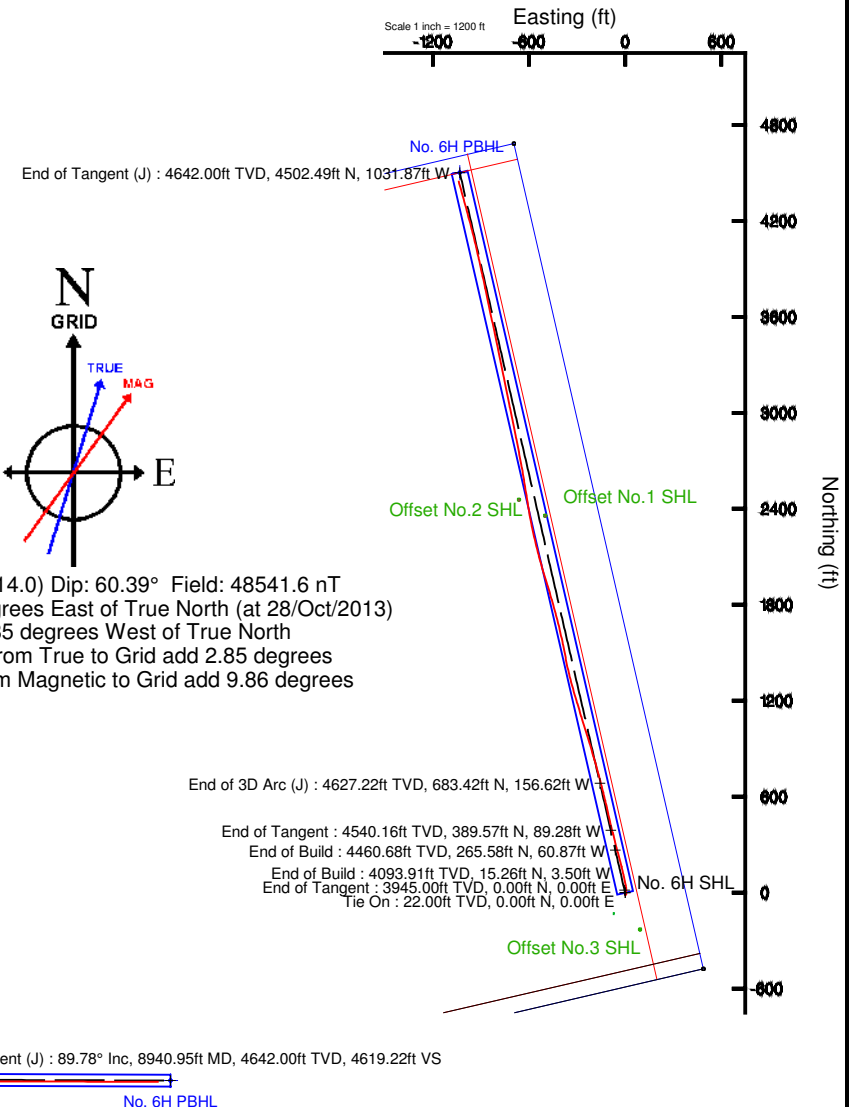 Scale 1 inch = 1200 ft
Easting (ft)
-1200 -600 0 600
4800
4200
3600
3000
2400
1800
1200
600
0
-600
Northing (ft)
No. 6H PBHL
End of Tangent (J) : 4642.00ft TVD, 4502.49ft N, 1031.87ft W
N
GRID
TRUE
MAG
E
Offset No.2 SHL
Offset No.1 SHL
14.0) Dip: 60.39° Field: 48541.6 nT
grees East of True North (at 28/Oct/2013)
35 degrees West of True North
rom True to Grid add 2.85 degrees
m Magnetic to Grid add 9.86 degrees
End of 3D Arc (J) : 4627.22ft TVD, 683.42ft N, 156.62ft W
End of Tangent : 4540.16ft TVD, 389.57ft N, 89.28ft W
End of Build : 4460.68ft TVD, 265.58ft N, 60.87ft W
End of Build : 4093.91ft TVD, 15.26ft N, 3.50ft W
End of Tangent : 3945.00ft TVD, 0.00ft N, 0.00ft E
Tie On : 22.00ft TVD, 0.00ft N, 0.00ft E
No. 6H SHL
Offset No.3 SHL
ent (J) : 89.78° Inc, 8940.95ft MD, 4642.00ft TVD, 4619.22ft VS
No. 6H PBHL